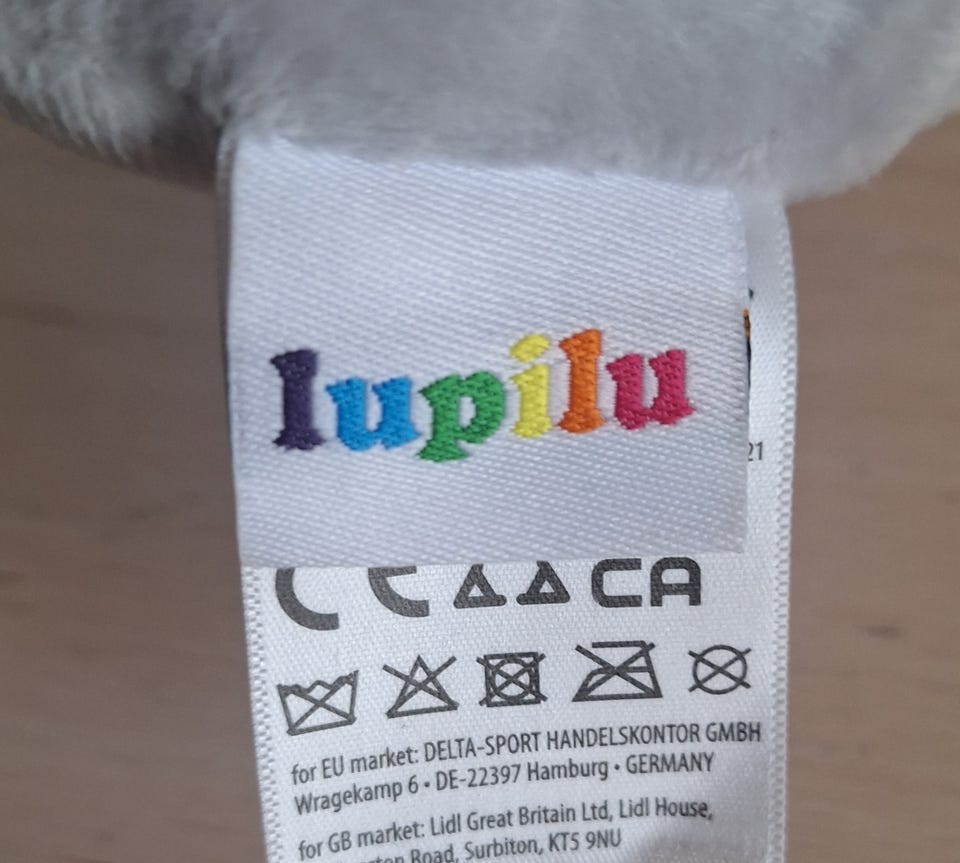 lupilu
21
CE CA
for EU market: DELTA-SPORT HANDELSKONTOR GMBH
Wragekamp 6 • DE-22397 Hamburg • GERMANY
for GB market: Lidl Great Britain Ltd, Lidl House,
Road, Surbiton, KT5 9NU